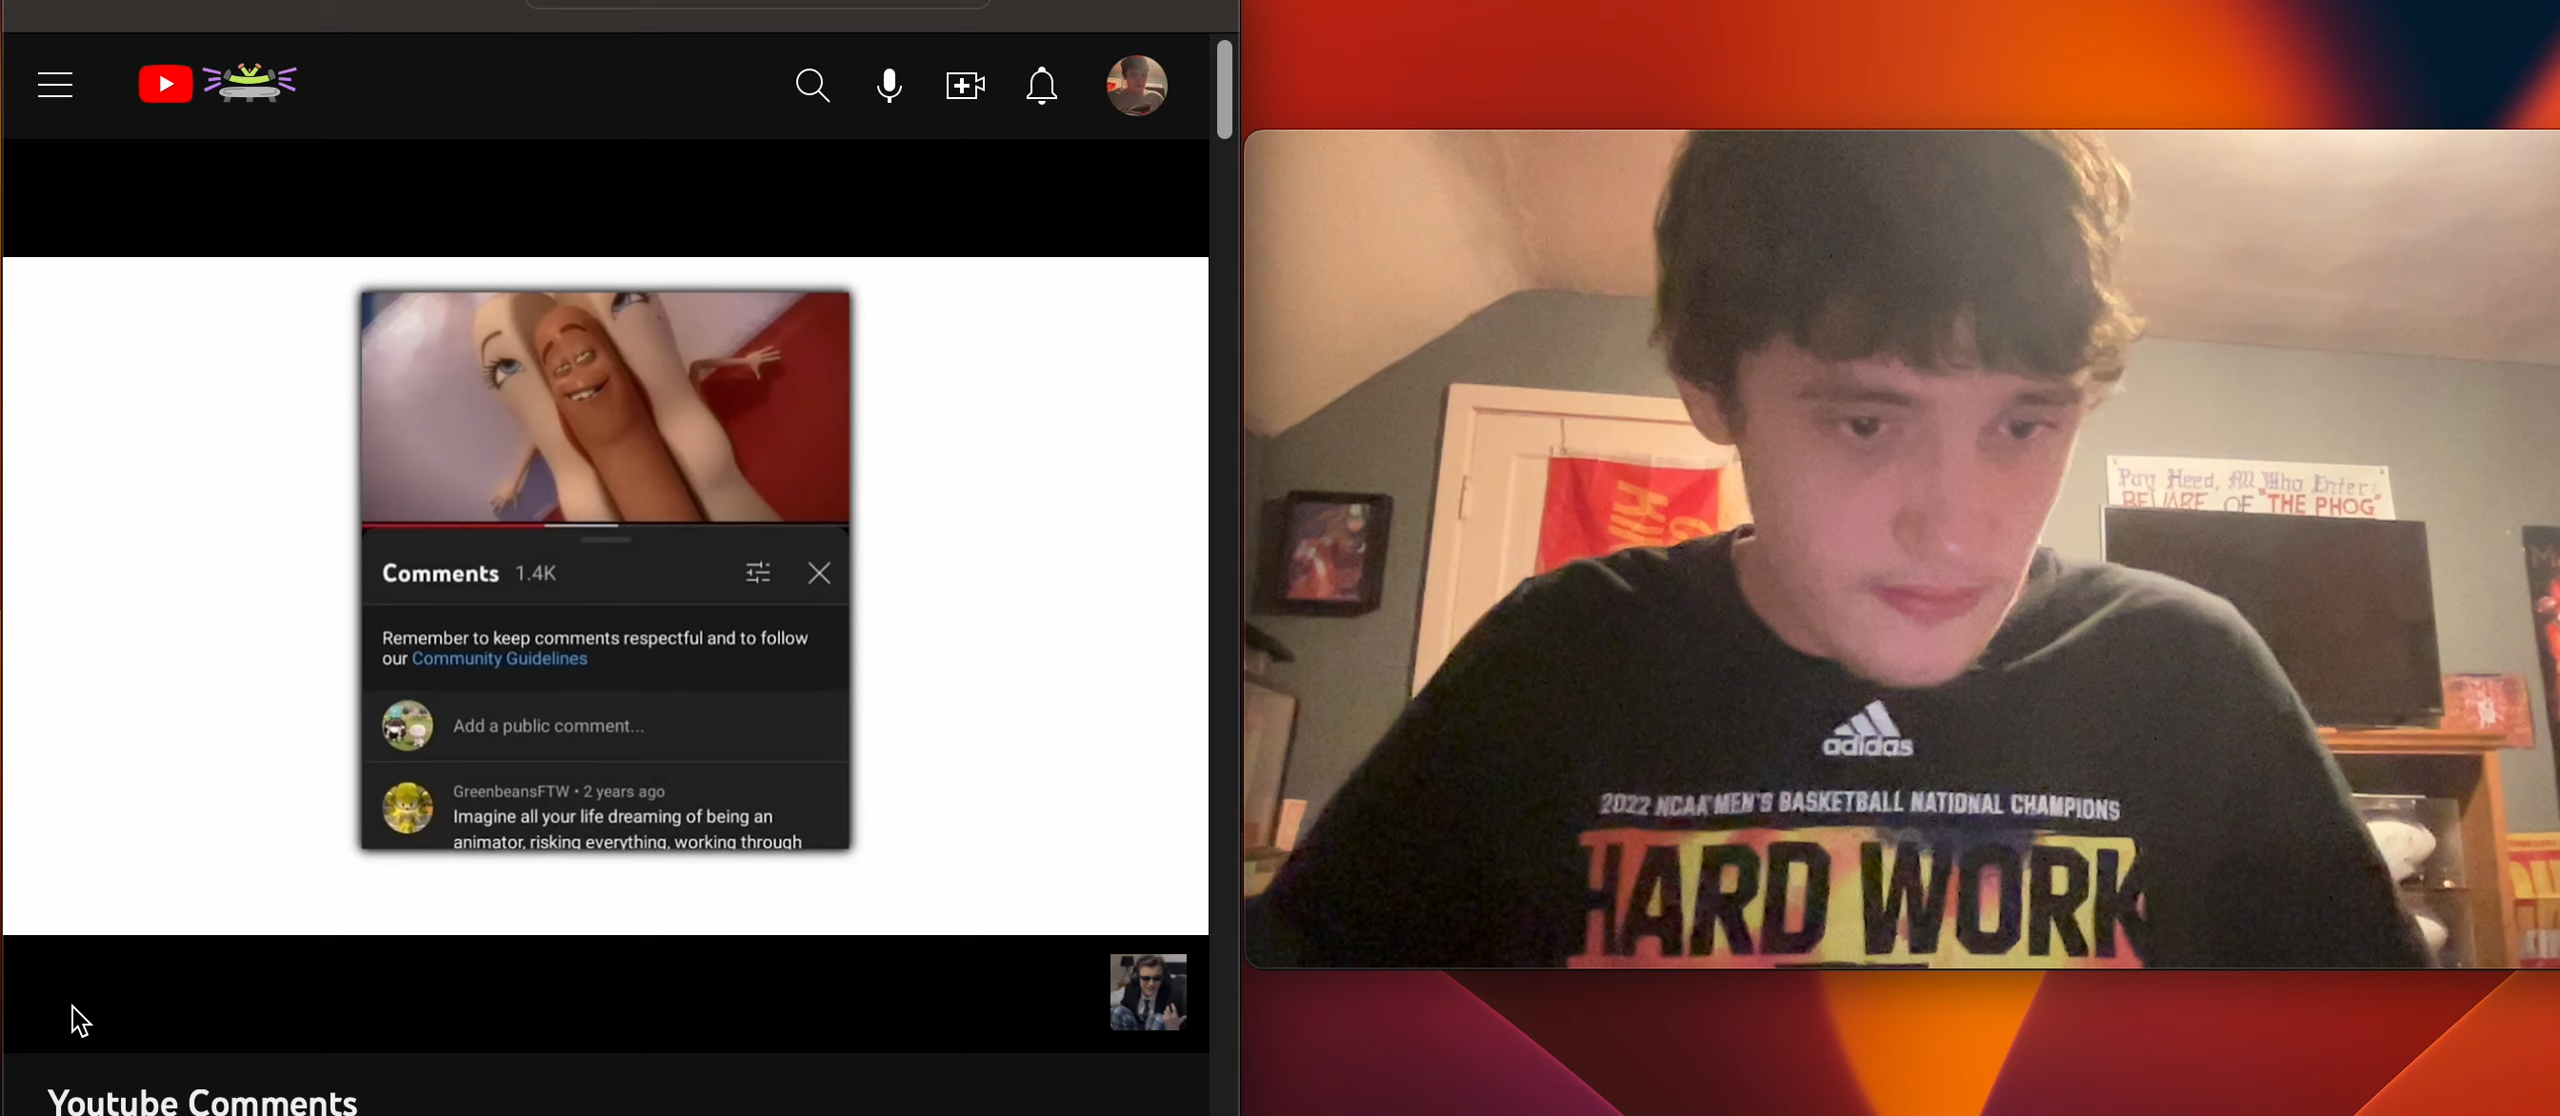 Comments 1.4K
Remember to keep comments respectful and to follow
our Community Guidelines
Add a public comment...
GreenbeansFTW • 2 years ago
Imagine all your life dreaming of being an
animator, risking everything, working through
Youtube Comments
Pay Heed, All Who Enter:
BEWARE OF "THE PHOG"
adidas
2022 NCAA MEN'S BASKETBALL NATIONAL CHAMPIONS
HARD WORK